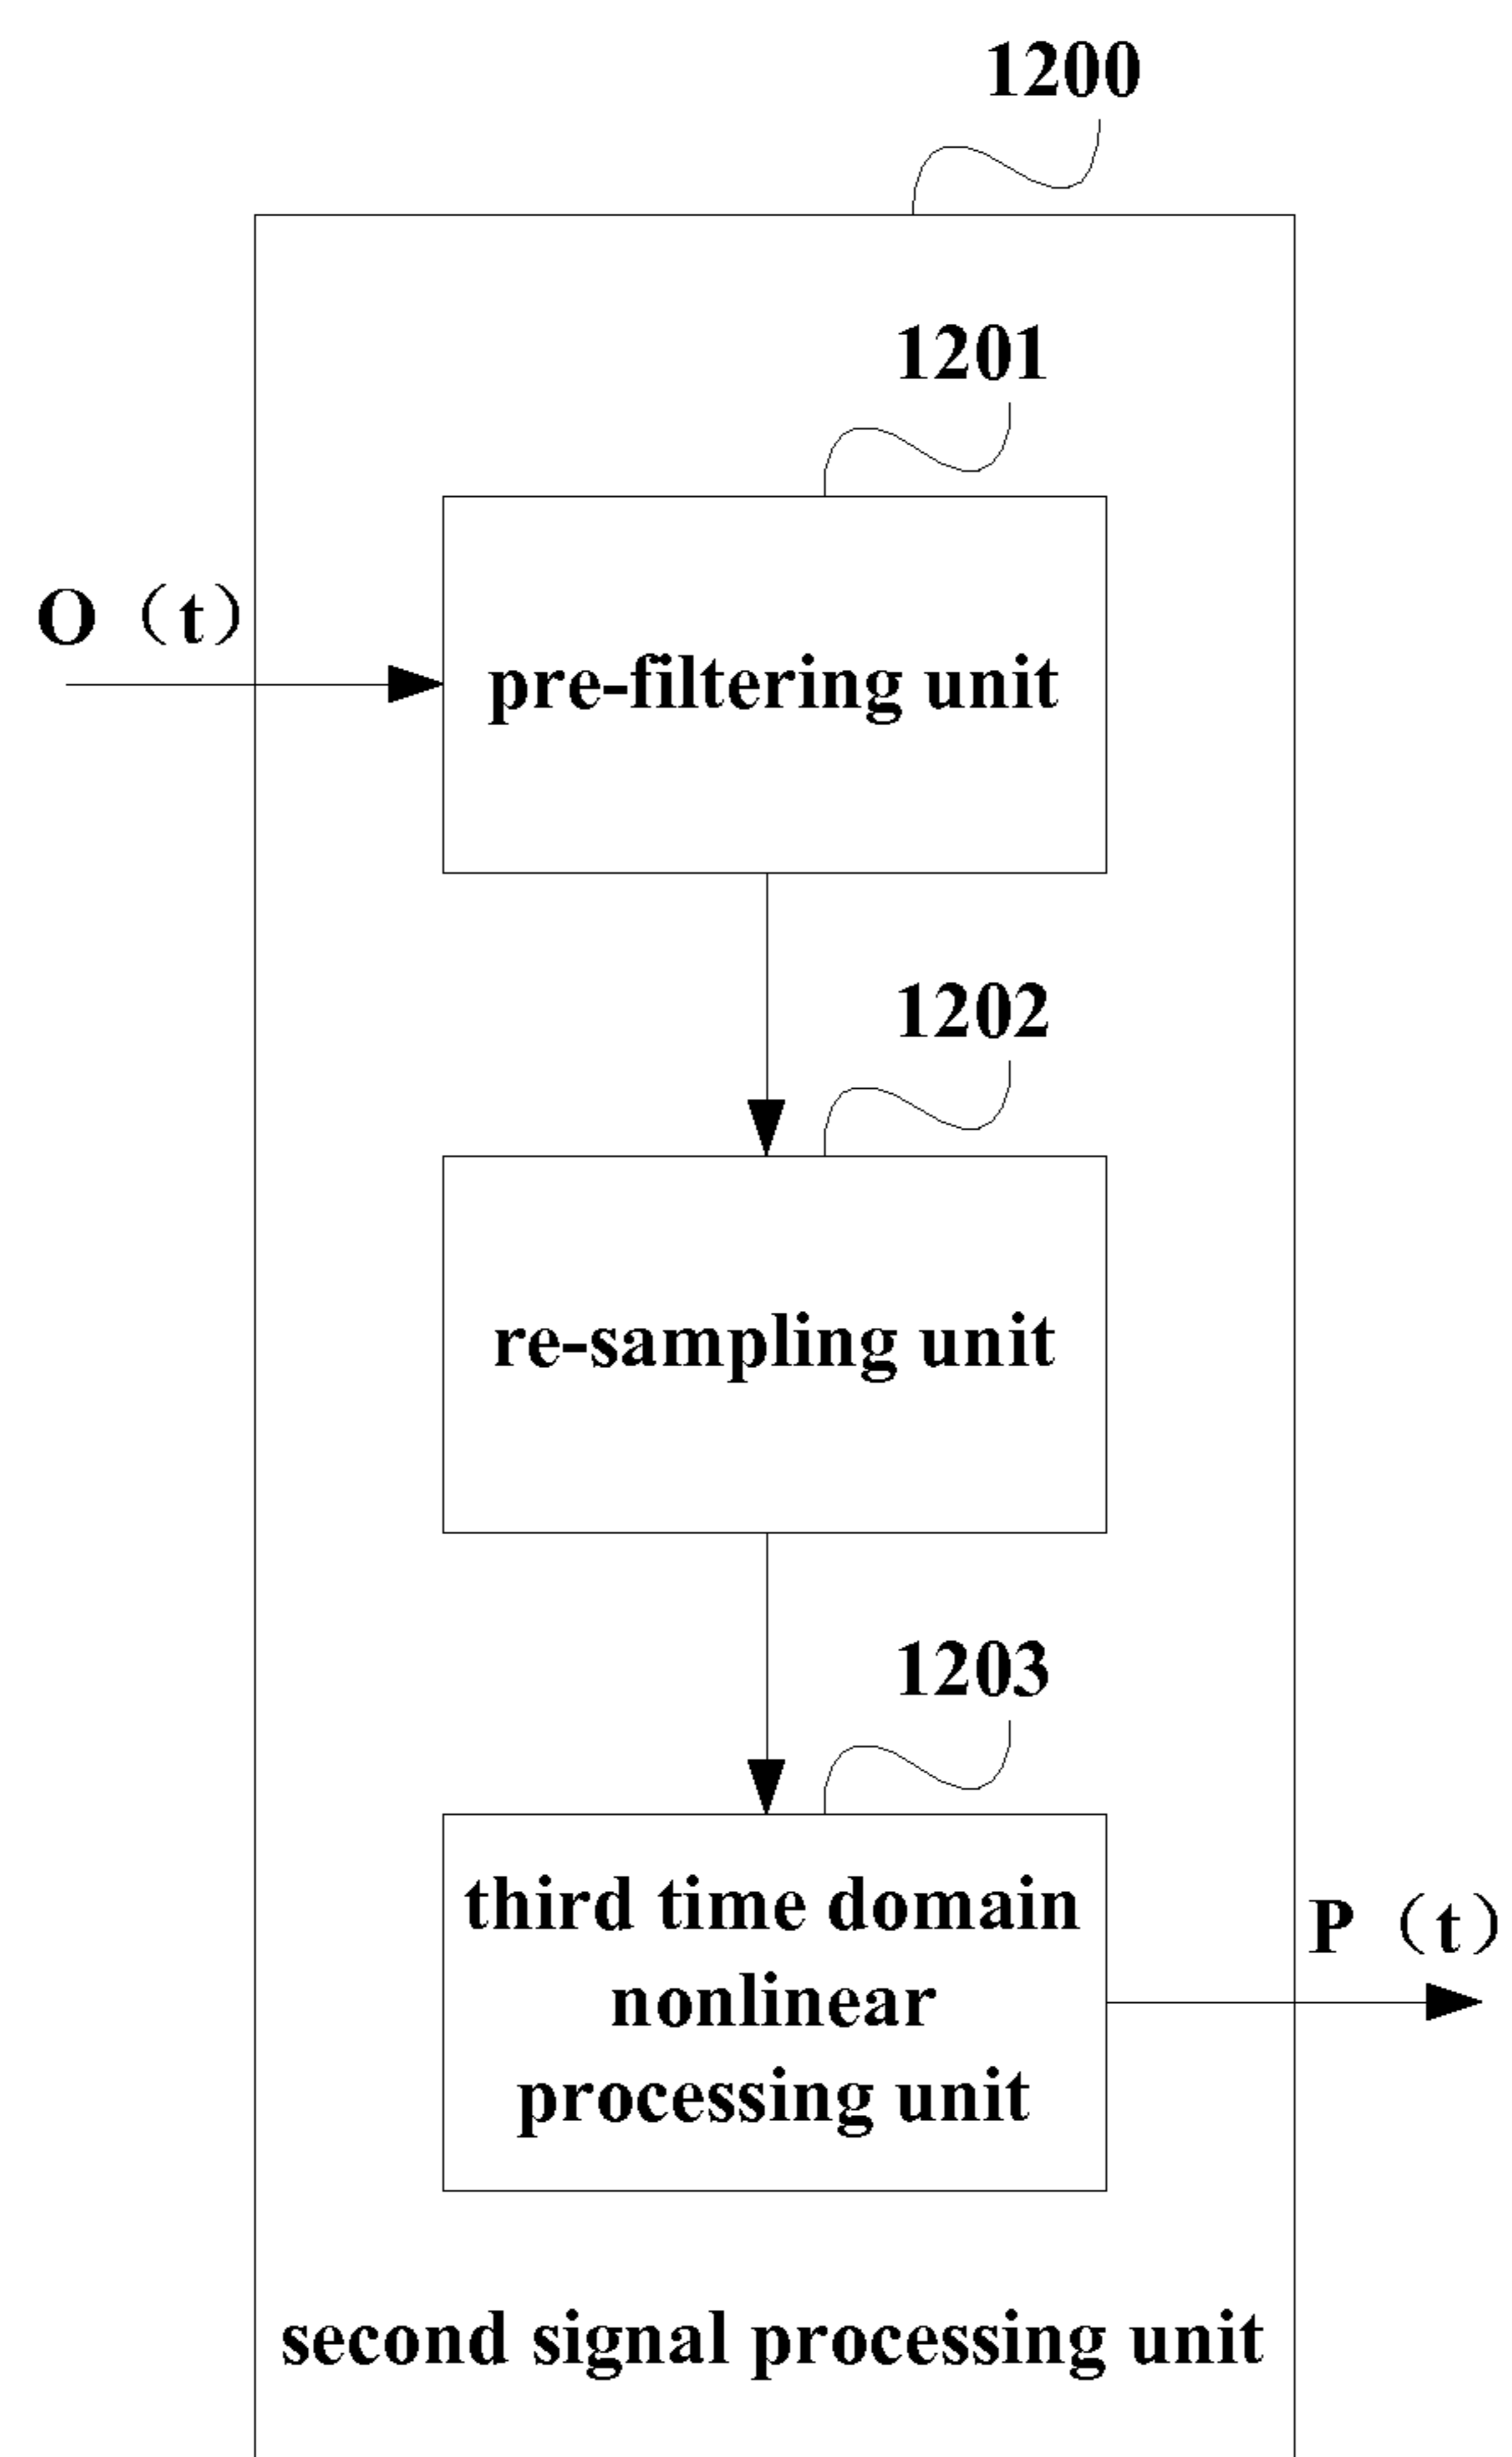 1200
1201
O (t)
pre-filtering unit
1202
re-sampling unit
1203
third time domain
nonlinear
processing unit
P (t)
second signal processing unit